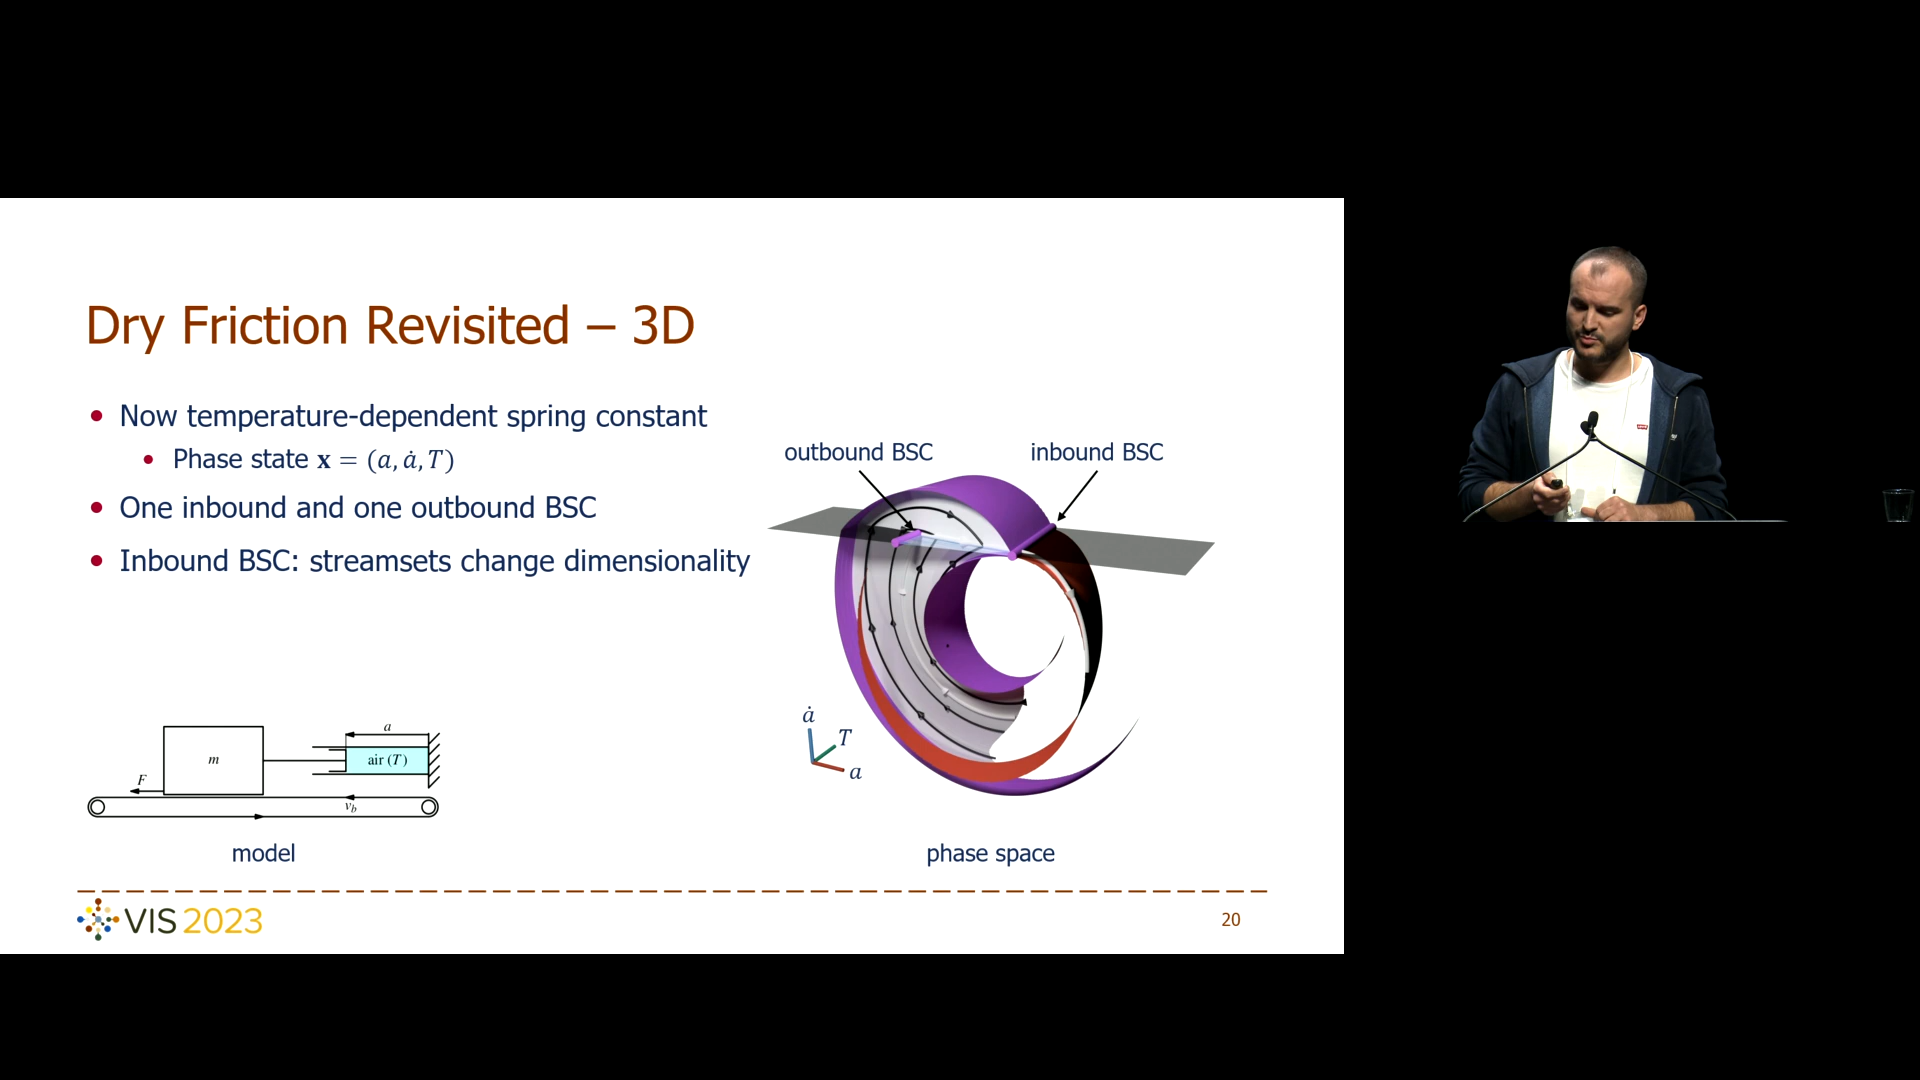 Dry Friction Revisited – 3D
• Now temperature-dependent spring constant
• Phase state x = (a, ȧ, T)
• One inbound and one outbound BSC
• Inbound BSC: streamsets change dimensionality
outbound BSC
inbound BSC
ȧ
T
a
a
m
air (T)
F
v_b
model
phase space
VIS 2023
20